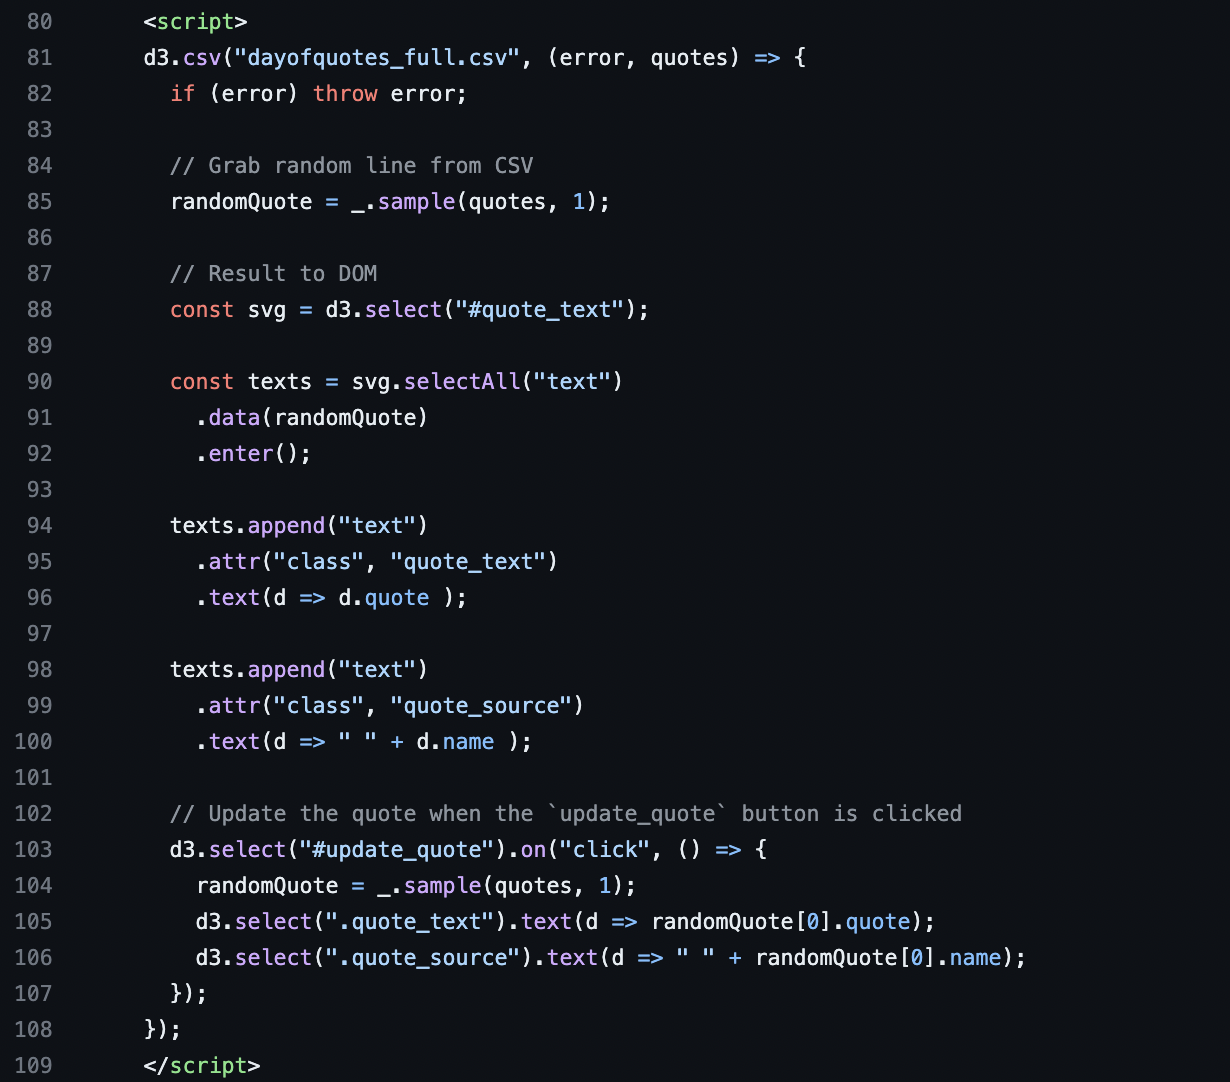 80 <script>
81 d3.csv("dayofquotes_full.csv", (error, quotes) => {
82   if (error) throw error;
83
84   // Grab random line from CSV
85   randomQuote = _.sample(quotes, 1);
86
87   // Result to DOM
88   const svg = d3.select("#quote_text");
89
90   const texts = svg.selectAll("text")
91     .data(randomQuote)
92     .enter();
93
94   texts.append("text")
95     .attr("class", "quote_text")
96     .text(d => d.quote );
97
98   texts.append("text")
99     .attr("class", "quote_source")
100     .text(d => " " + d.name );
101
102   // Update the quote when the `update_quote` button is clicked
103   d3.select("#update_quote").on("click", () => {
104     randomQuote = _.sample(quotes, 1);
105     d3.select(".quote_text").text(d => randomQuote[0].quote);
106     d3.select(".quote_source").text(d => " " + randomQuote[0].name);
107   });
108 });
109 </script>